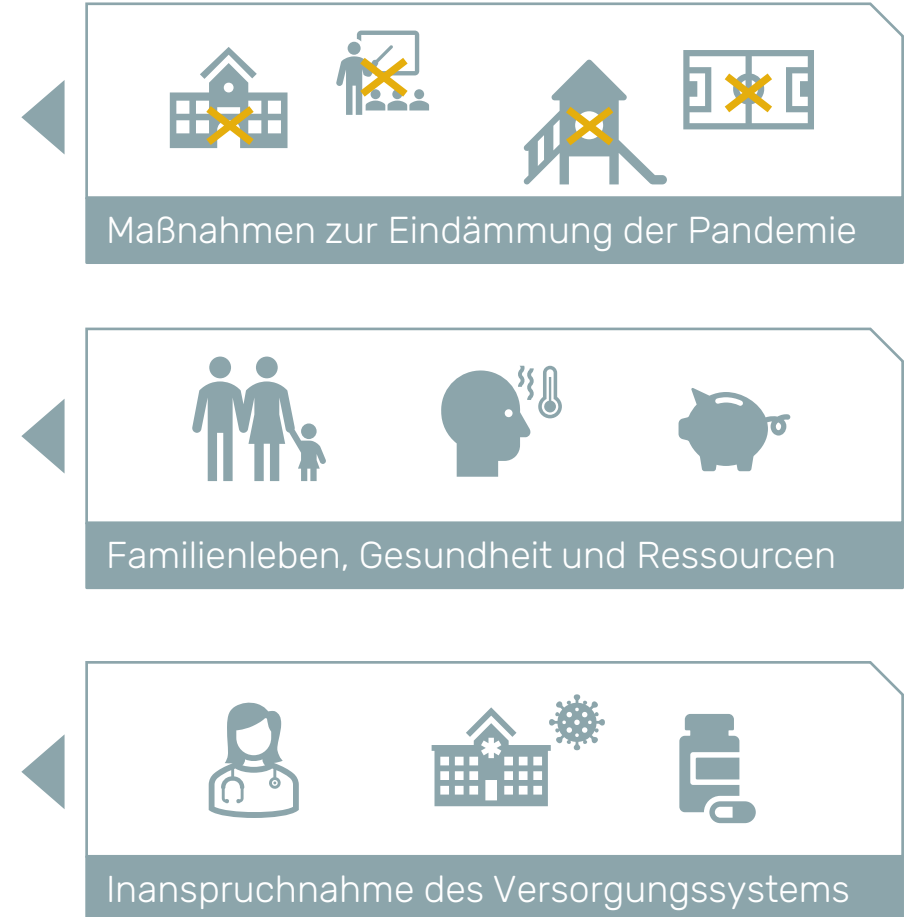 Maßnahmen zur Eindämmung der Pandemie
Familienleben, Gesundheit und Ressourcen
Inanspruchnahme des Versorgungssystems